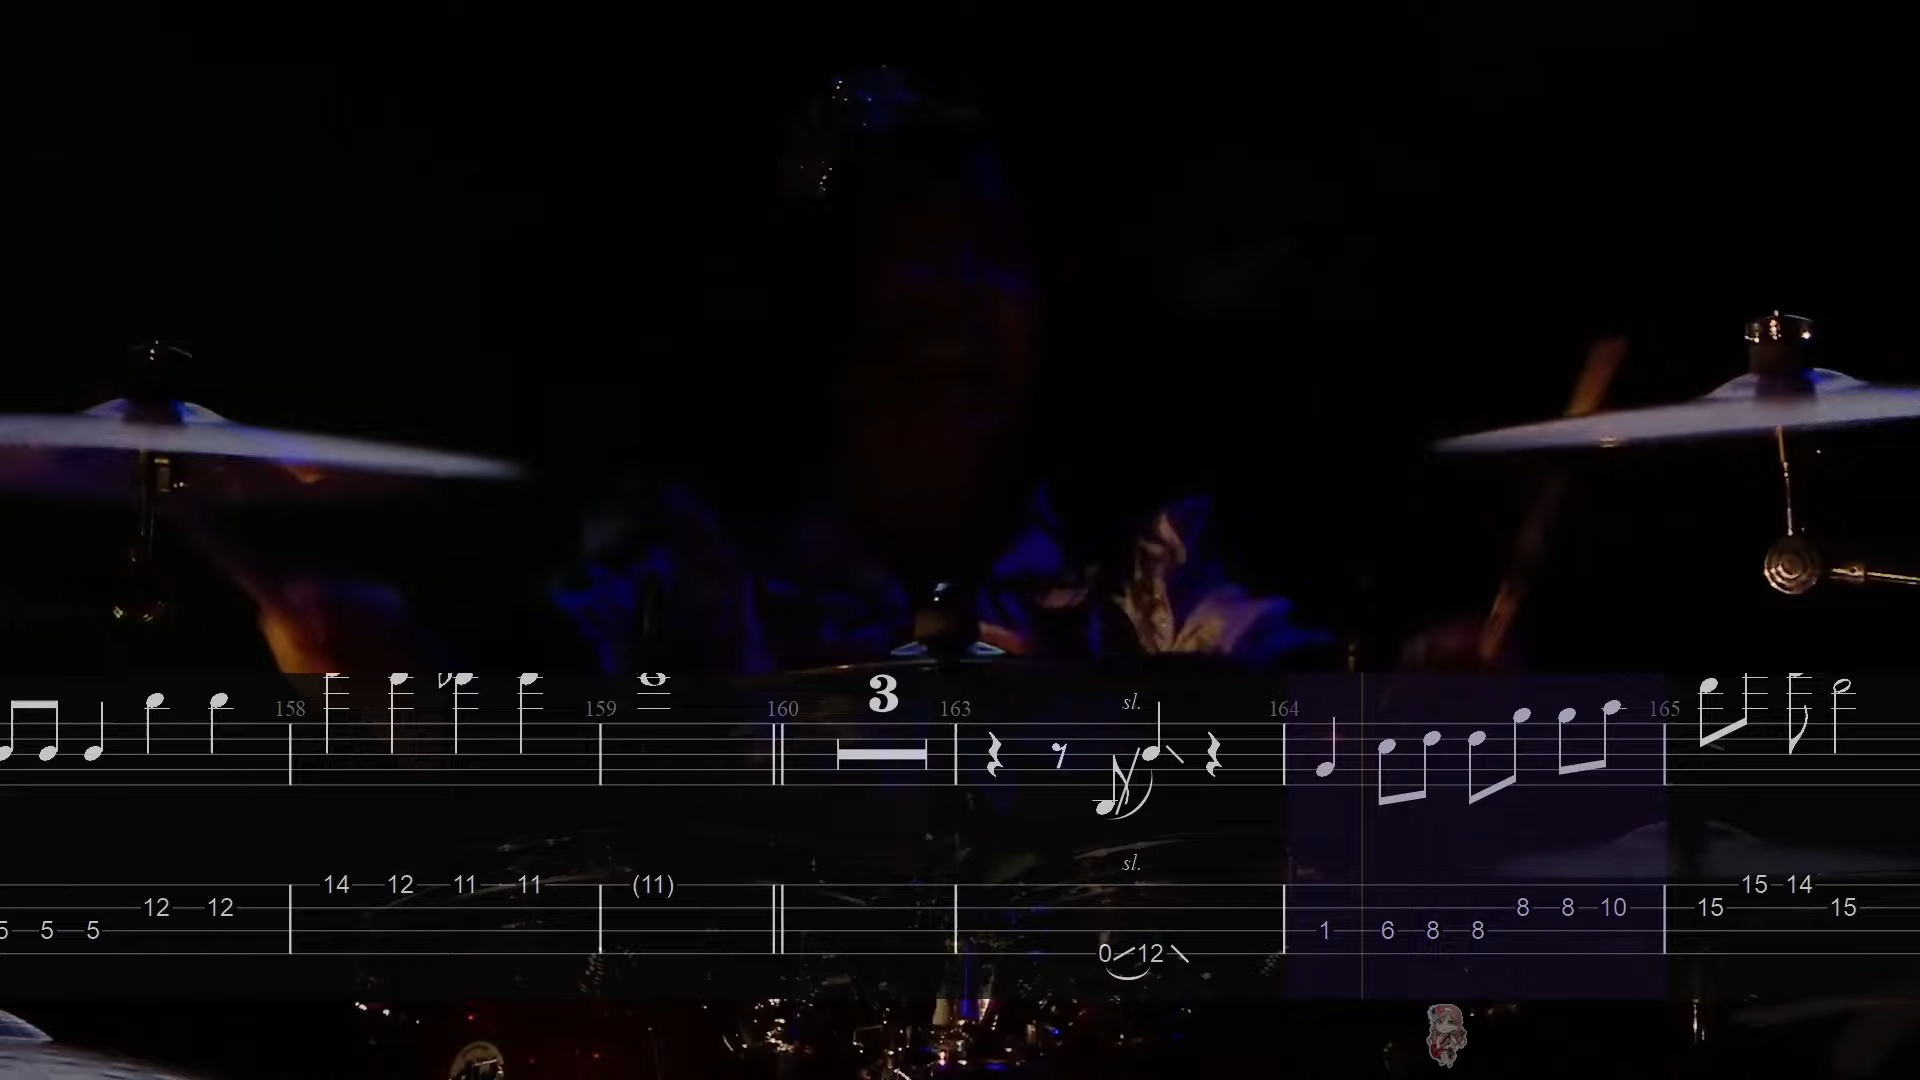 3
158 159 160 163 sl. 164 165
sl.
14 12 11 11 (11) 15 14
12 12 8 8 10 15 15
5 5 5 1 6 8 8
0 12